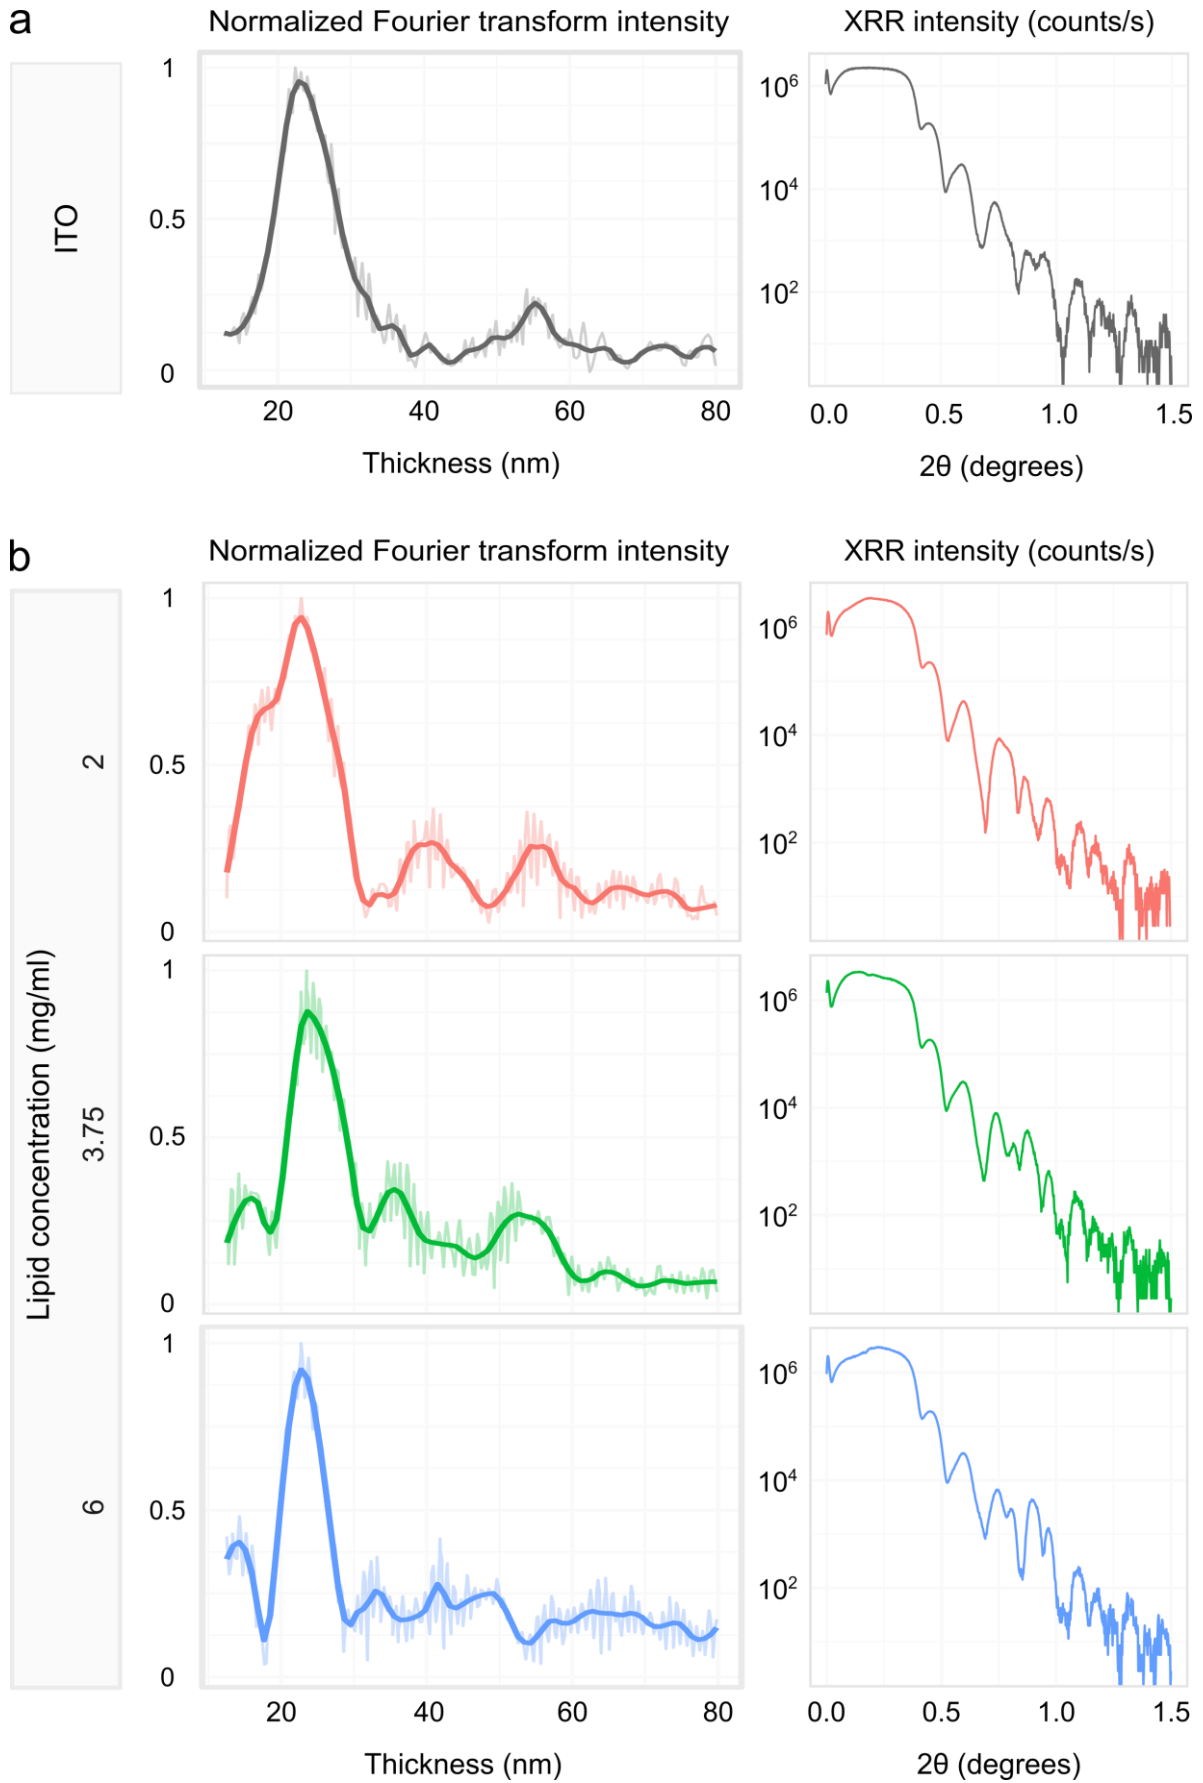 a
Normalized Fourier transform intensity
XRR intensity (counts/s)
ITO
1
0.5
0
20 40 60 80
Thickness (nm)
10⁶
10⁴
10²
0.0 0.5 1.0 1.5
2θ (degrees)
b
Normalized Fourier transform intensity
XRR intensity (counts/s)
Lipid concentration (mg/ml)
2
1
0.5
0
10⁶
10⁴
10²
3.75
1
0.5
0
10⁶
10⁴
10²
6
1
0.5
0
20 40 60 80
Thickness (nm)
10⁶
10⁴
10²
0.0 0.5 1.0 1.5
2θ (degrees)